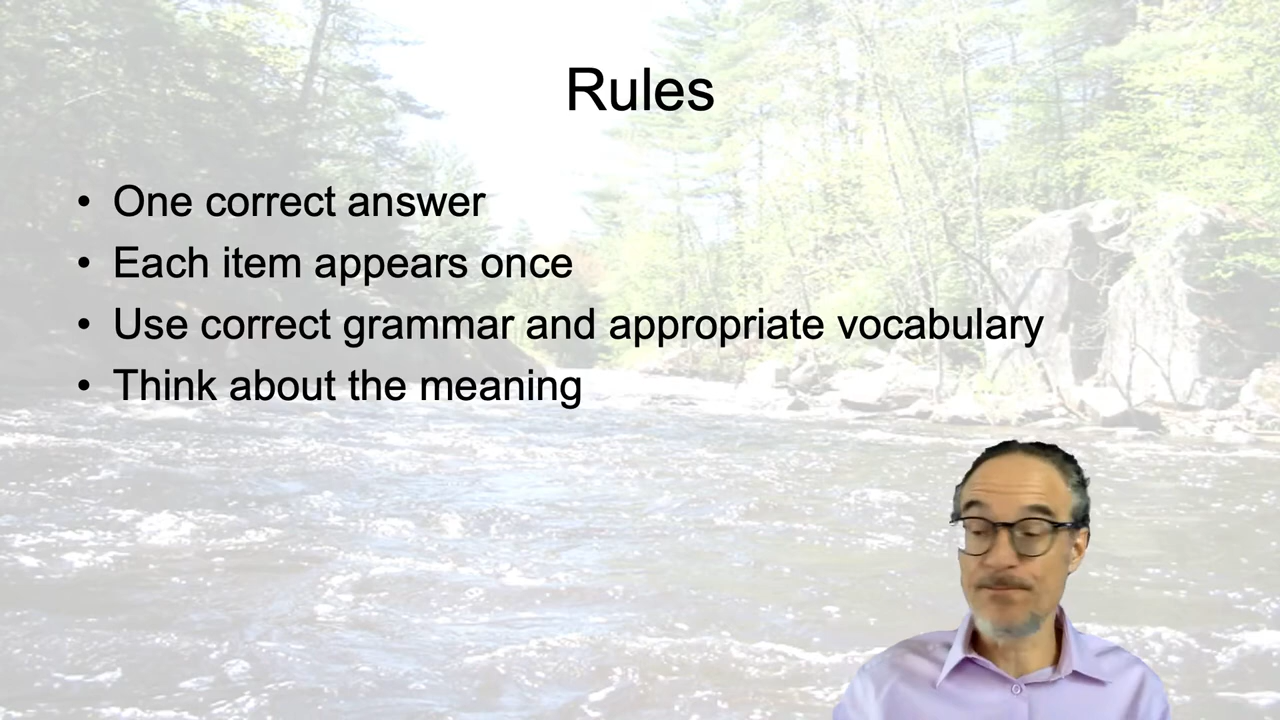 Rules
• One correct answer
• Each item appears once
• Use correct grammar and appropriate vocabulary
• Think about the meaning